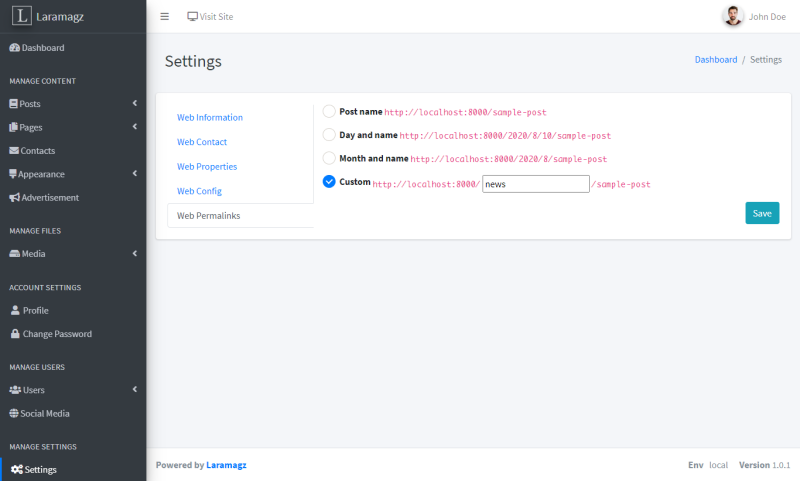 L Laramagz
Visit Site
John Doe
Dashboard
MANAGE CONTENT
Posts
Pages
Contacts
Appearance
Advertisement
MANAGE FILES
Media
ACCOUNT SETTINGS
Profile
Change Password
MANAGE USERS
Users
Social Media
MANAGE SETTINGS
Settings
Settings
Dashboard / Settings
Web Information
Web Contact
Web Properties
Web Config
Web Permalinks
Post name http://localhost:8000/sample-post
Day and name http://localhost:8000/2020/8/10/sample-post
Month and name http://localhost:8000/2020/8/sample-post
Custom http://localhost:8000/ news /sample-post
Save
Powered by Laramagz
Env local Version 1.0.1